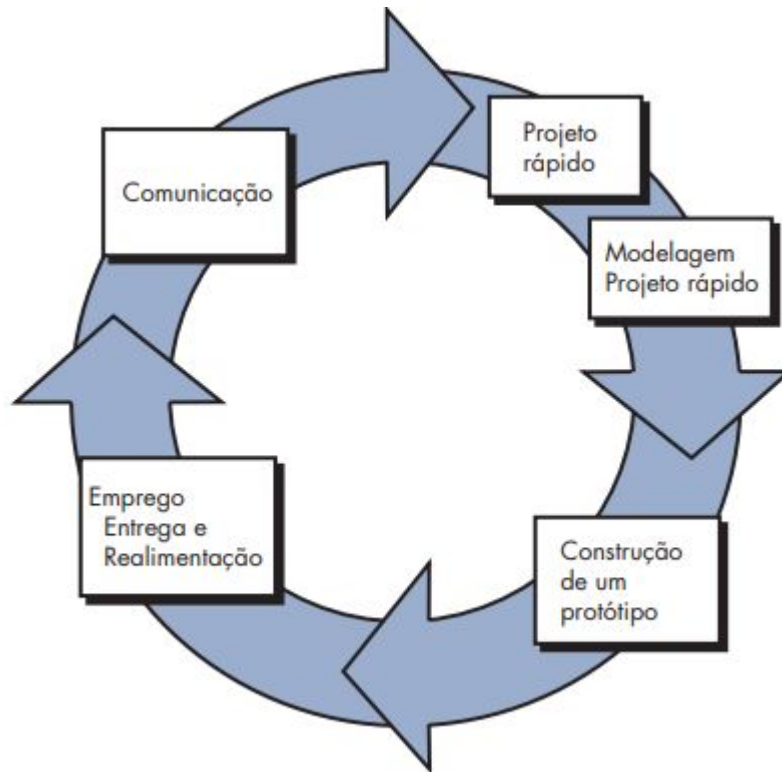 Comunicação
Projeto
rápido
Modelagem
Projeto rápido
Construção
de um
protótipo
Emprego
Entrega e
Realimentação